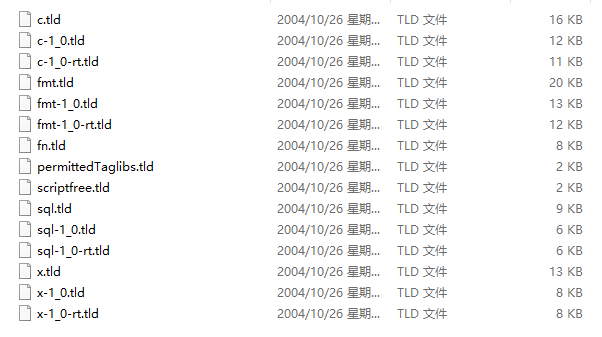 c.tld 2004/10/26 星期... TLD 文件 16 KB
c-1_0.tld 2004/10/26 星期... TLD 文件 12 KB
c-1_0-rt.tld 2004/10/26 星期... TLD 文件 11 KB
fmt.tld 2004/10/26 星期... TLD 文件 20 KB
fmt-1_0.tld 2004/10/26 星期... TLD 文件 13 KB
fmt-1_0-rt.tld 2004/10/26 星期... TLD 文件 12 KB
fn.tld 2004/10/26 星期... TLD 文件 8 KB
permittedTaglibs.tld 2004/10/26 星期... TLD 文件 2 KB
scriptfree.tld 2004/10/26 星期... TLD 文件 2 KB
sql.tld 2004/10/26 星期... TLD 文件 9 KB
sql-1_0.tld 2004/10/26 星期... TLD 文件 6 KB
sql-1_0-rt.tld 2004/10/26 星期... TLD 文件 6 KB
x.tld 2004/10/26 星期... TLD 文件 13 KB
x-1_0.tld 2004/10/26 星期... TLD 文件 8 KB
x-1_0-rt.tld 2004/10/26 星期... TLD 文件 8 KB